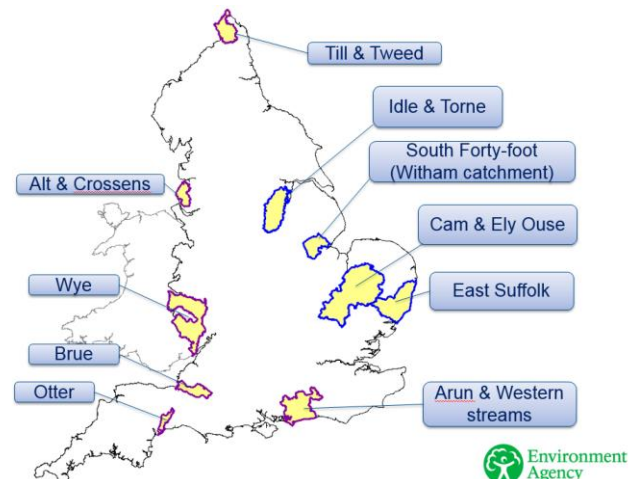 Till & Tweed
Idle & Torne
South Forty-foot
(Witham catchment)
Alt & Crossens
Cam & Ely Ouse
Wye
East Suffolk
Brue
Otter
Arun & Western
streams
Environment
Agency